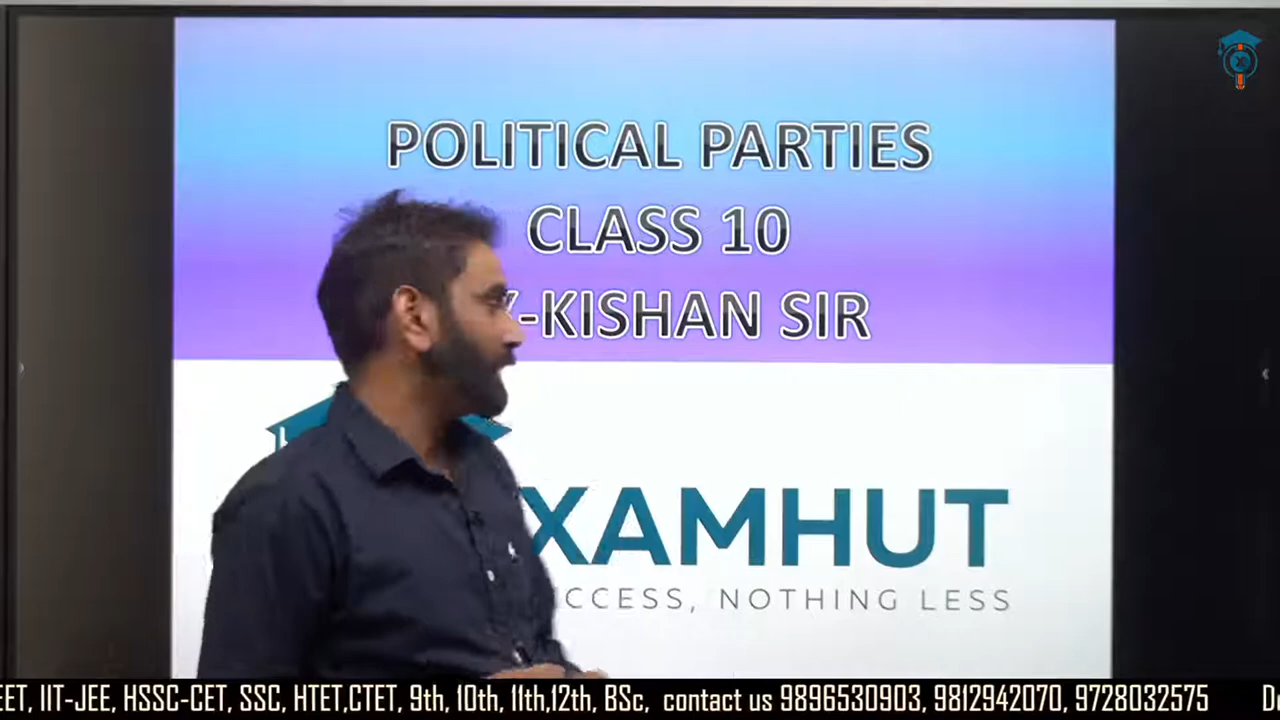 POLITICAL PARTIES
CLASS 10
-KISHAN SIR
XAMHUT
CCESS, NOTHING LESS
EET, IIT-JEE, HSSC-CET, SSC, HTET,CTET, 9th, 10th, 11th,12th, BSc, contact us 9896530903, 9812942070, 9728032575